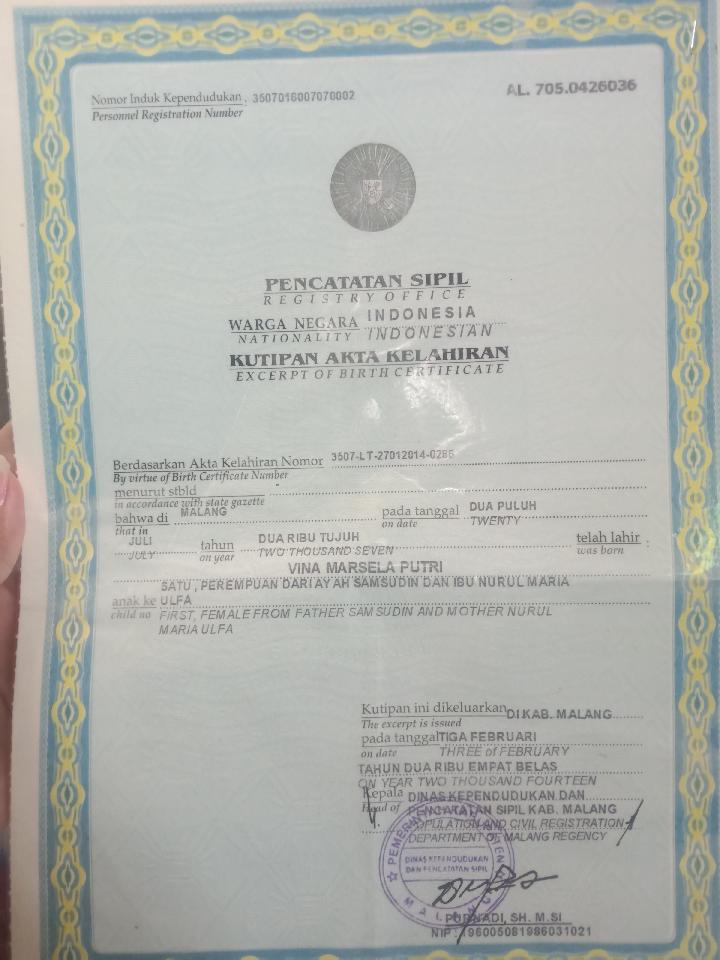 Nomor Induk Kependudukan : 3507016007070002
Personnel Registration Number
AL. 705.0426036
PENCATATAN SIPIL
REGISTRY OFFICE
WARGA NEGARA INDONESIA
NATIONALITY INDONESIAN
KUTIPAN AKTA KELAHIRAN
EXCERPT OF BIRTH CERTIFICATE
Berdasarkan Akta Kelahiran Nomor 3507-LT-27012014-0286
By virtue of Birth Certificate Number
menurut stbld
in accordance with state gazette
bahwa di MALANG pada tanggal DUA PULUH
that in on date TWENTY
JULI tahun DUA RIBU TUJUH telah lahir :
JULY on year TWO THOUSAND SEVEN was born
VINA MARSELA PUTRI
SATU , PEREMPUAN DARI AYAH SAMSUDIN DAN IBU NURUL MARIA
anak ke ULFA
child no FIRST, FEMALE FROM FATHER SAMSUDIN AND MOTHER NURUL
MARIA ULFA
Kutipan ini dikeluarkan DI KAB. MALANG
The excerpt is issued
pada tanggal TIGA FEBRUARI
on date THREE of FEBRUARY
TAHUN DUA RIBU EMPAT BELAS
ON YEAR TWO THOUSAND FOURTEEN
Kepala DINAS KEPENDUDUKAN DAN
Head of PENCATATAN SIPIL KAB. MALANG
POPULATION AND CIVIL REGISTRATION
DEPARTMENT OF MALANG REGENCY
DINAS KEPENDUDUKAN
DAN PENCATATAN SIPIL
MALANG
PURNADI, SH. M.SI
NIP : 196005081986031021